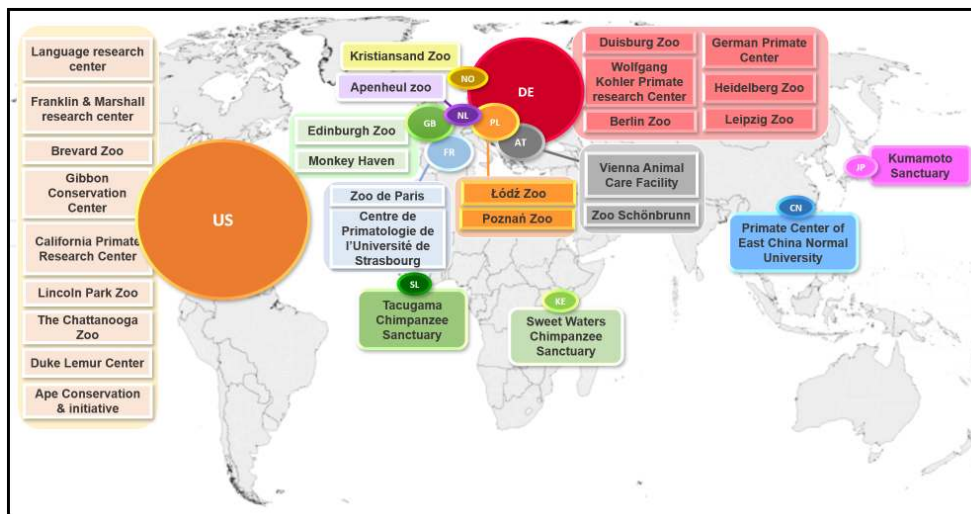 Language research
center
Franklin & Marshall
research center
Brevard Zoo
Gibbon
Conservation
Center
California Primate
Research Center
Lincoln Park Zoo
The Chattanooga
Zoo
Duke Lemur Center
Ape Conservation
& initiative
US
Kristiansand Zoo
NO
Apenheul zoo
NL
Edinburgh Zoo
Monkey Haven
GB
FR
Zoo de Paris
Centre de
Primatologie de
l'Université de
Strasbourg
DE
Duisburg Zoo
Wolfgang
Kohler Primate
research Center
Berlin Zoo
German Primate
Center
Heidelberg Zoo
Leipzig Zoo
PL
Łódź Zoo
Poznań Zoo
AT
Vienna Animal
Care Facility
Zoo Schönbrunn
SL
Tacugama
Chimpanzee
Sanctuary
KE
Sweet Waters
Chimpanzee
Sanctuary
JP
Kumamoto
Sanctuary
CN
Primate Center of
East China Normal
University